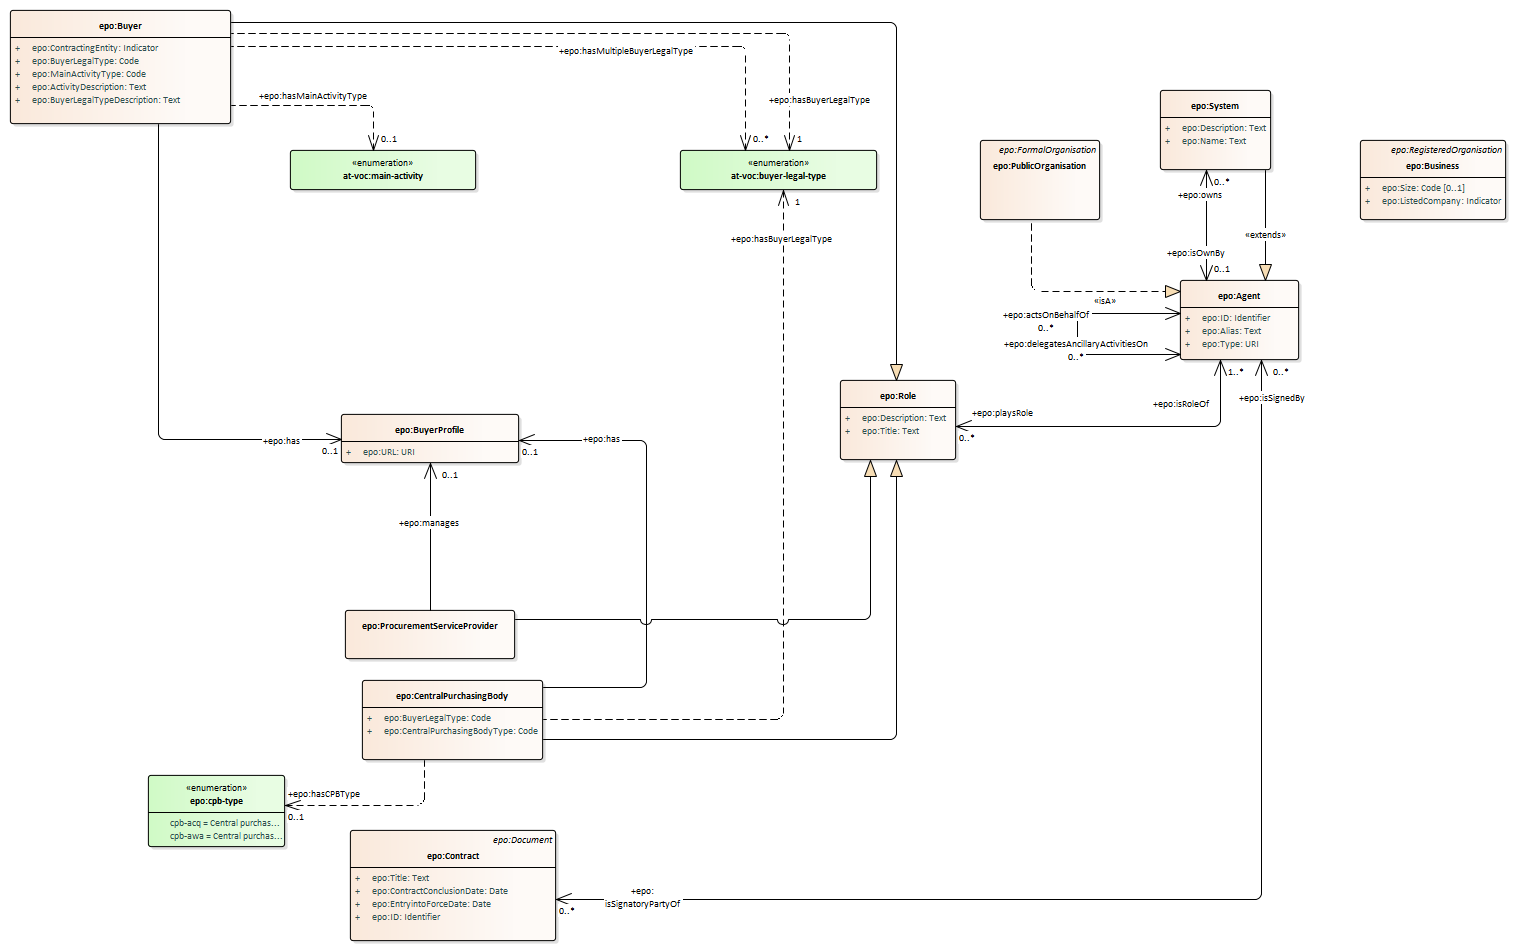 epo:Buyer
+ epo:ContractingEntity: Indicator
+ epo:BuyerLegalType: Code
+ epo:MainActivityType: Code
+ epo:ActivityDescription: Text
+ epo:BuyerLegalTypeDescription: Text
+epo:hasMultipleBuyerLegalType
+epo:hasMainActivityType
+epo:hasBuyerLegalType
0..1
0..*
1
«enumeration»
at-voc:main-activity
«enumeration»
at-voc:buyer-legal-type
1
+epo:hasBuyerLegalType
epo:System
+ epo:Description: Text
+ epo:Name: Text
epo:FormalOrganisation
epo:PublicOrganisation
epo:RegisteredOrganisation
epo:Business
+ epo:Size: Code [0..1]
+ epo:ListedCompany: Indicator
0..*
+epo:owns
«extends»
+epo:isOwnBy
0..1
«isA»
epo:Agent
+ epo:ID: Identifier
+ epo:Alias: Text
+ epo:Type: URI
+epo:actsOnBehalfOf
0..*
+epo:delegatesAncillaryActivitiesOn
0..*
1..*
0..*
+epo:isSignedBy
+epo:isRoleOf
epo:Role
+ epo:Description: Text
+ epo:Title: Text
+epo:playsRole
0..*
epo:BuyerProfile
+ epo:URL: URI
+epo:has
0..1
+epo:has
0..1
0..1
+epo:manages
epo:ProcurementServiceProvider
epo:CentralPurchasingBody
+ epo:BuyerLegalType: Code
+ epo:CentralPurchasingBodyType: Code
«enumeration»
epo:cpb-type
cpb-acq = Central purchas...
cpb-awa = Central purchas...
+epo:hasCPBType
0..1
epo:Document
epo:Contract
+ epo:Title: Text
+ epo:ContractConclusionDate: Date
+ epo:EntryintoForceDate: Date
+ epo:ID: Identifier
+epo:
isSignatoryPartyOf
0..*